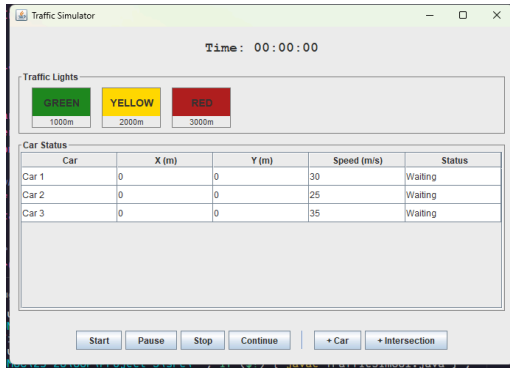 Traffic Simulator
Time: 00:00:00
Traffic Lights
GREEN YELLOW RED
1000m 2000m 3000m
Car Status
Car X (m) Y (m) Speed (m/s) Status
Car 1 0 0 30 Waiting
Car 2 0 0 25 Waiting
Car 3 0 0 35 Waiting
Start Pause Stop Continue + Car + Intersection